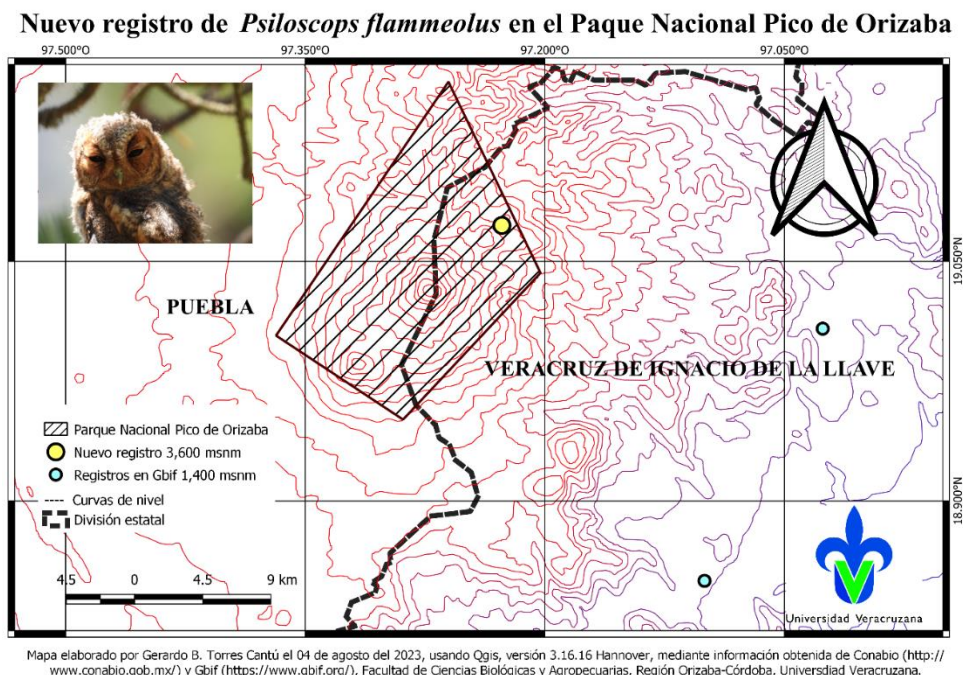 Nuevo registro de Psiloscops flammeolus en el Paque Nacional Pico de Orizaba
97.500°O 97.350°O 97.200°O 97.050°O
19.050°N
PUEBLA
VERACRUZ DE IGNACIO DE LA LLAVE
Parque Nacional Pico de Orizaba
Nuevo registro 3,600 msnm
Registros en Gbif 1,400 msnm
Curvas de nivel
División estatal
18.900°N
4.5 0 4.5 9 km
Universidad Veracruzana
Mapa elaborado por Gerardo B. Torres Cantú el 04 de agosto del 2023, usando Qgis, versión 3.16.16 Hannover, mediante información obtenida de Conabio (http://
www.conabio.gob.mx/) y Gbif (https://www.gbif.org/), Facultad de Ciencias Biológicas y Agropecuarias, Región Orizaba-Córdoba, Universdiad Veracruzana.